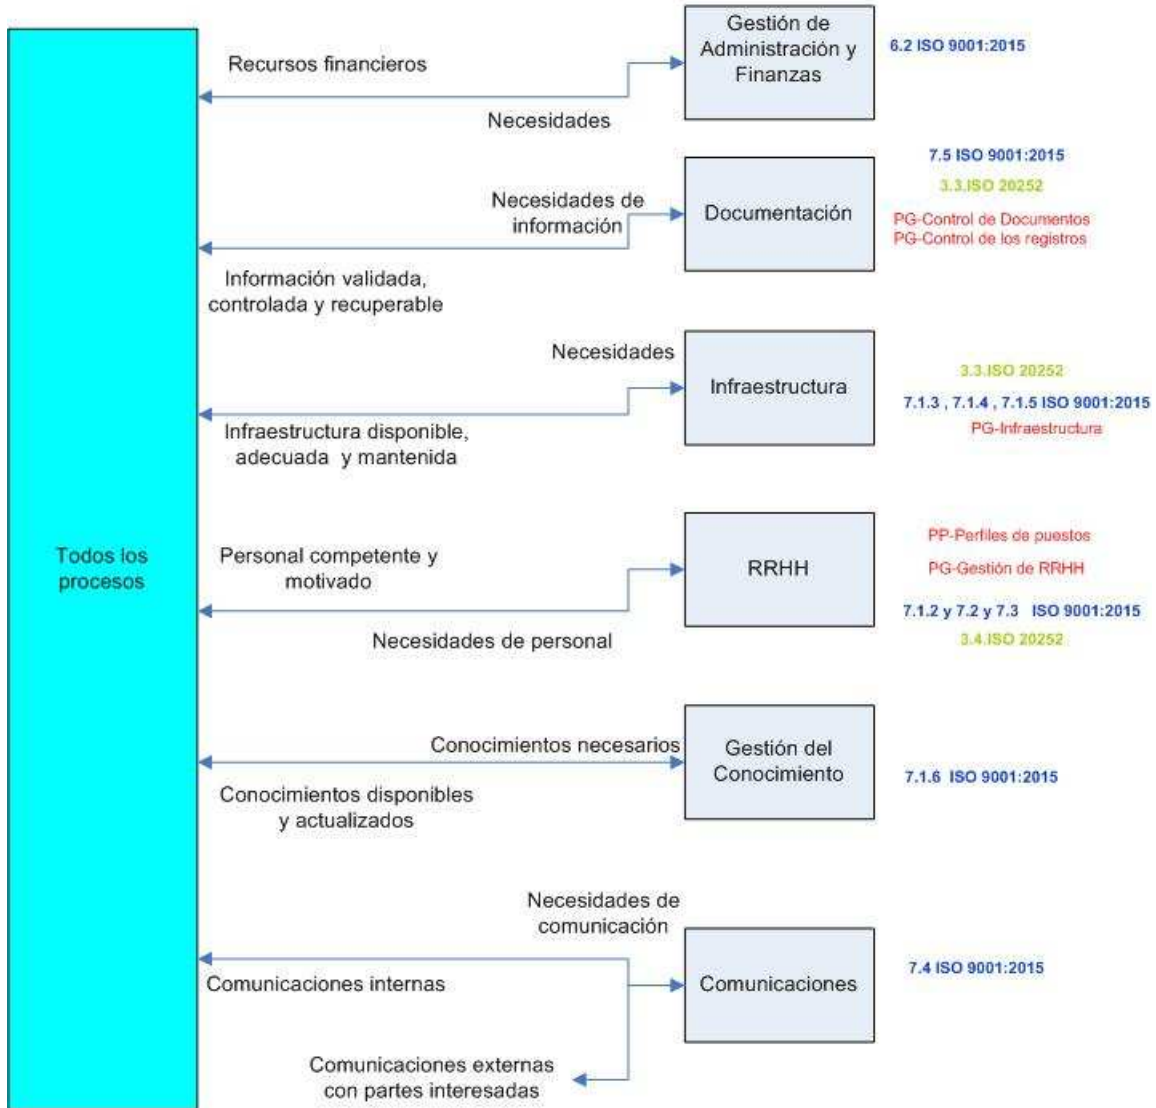 Gestión de
Administración y
Finanzas
6.2 ISO 9001:2015
Recursos financieros
Necesidades
7.5 ISO 9001:2015
3.3.ISO 20252
Necesidades de
información
Documentación
PG-Control de Documentos
PG-Control de los registros
Información validada,
controlada y recuperable
Necesidades
Infraestructura
3.3.ISO 20252
7.1.3 , 7.1.4 , 7.1.5 ISO 9001:2015
PG-Infraestructura
Infraestructura disponible,
adecuada y mantenida
Todos los
procesos
Personal competente y
motivado
RRHH
PP-Perfiles de puestos
PG-Gestión de RRHH
7.1.2 y 7.2 y 7.3 ISO 9001:2015
3.4.ISO 20252
Necesidades de personal
Conocimientos necesarios
Gestión del
Conocimiento
7.1.6 ISO 9001:2015
Conocimientos disponibles
y actualizados
Necesidades de
comunicación
Comunicaciones internas
Comunicaciones
7.4 ISO 9001:2015
Comunicaciones externas
con partes interesadas